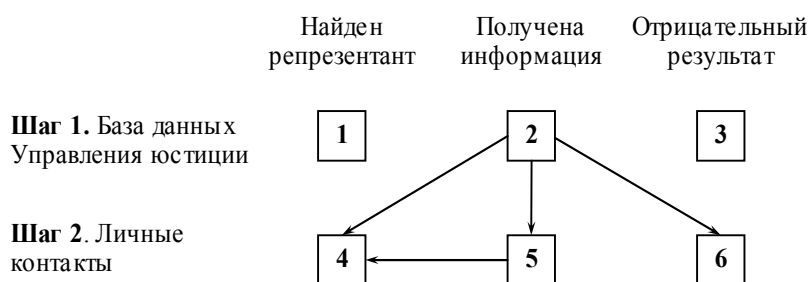 Найден Получена Отрицательный
репрезентант информация результат
Шаг 1. База данных
Управления юстиции
1 2 3
Шаг 2. Личные
контакты
4 5 6